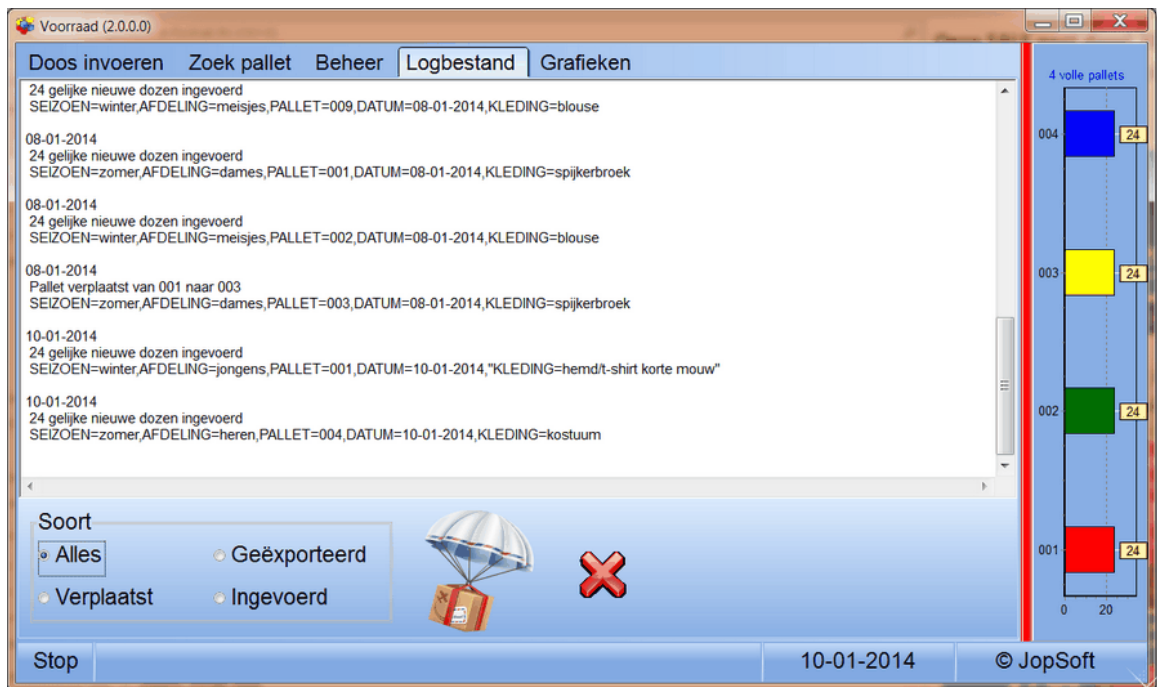 Voorraad (2.0.0.0)
Doos invoeren Zoek pallet Beheer Logbestand Grafieken
24 gelijke nieuwe dozen ingevoerd
SEIZOEN=winter,AFDELING=meisjes,PALLET=009,DATUM=08-01-2014,KLEDING=blouse
08-01-2014
24 gelijke nieuwe dozen ingevoerd
SEIZOEN=zomer,AFDELING=dames,PALLET=001,DATUM=08-01-2014,KLEDING=spijkerbroek
08-01-2014
24 gelijke nieuwe dozen ingevoerd
SEIZOEN=winter,AFDELING=meisjes,PALLET=002,DATUM=08-01-2014,KLEDING=blouse
08-01-2014
Pallet verplaatst van 001 naar 003
SEIZOEN=zomer,AFDELING=dames,PALLET=003,DATUM=08-01-2014,KLEDING=spijkerbroek
10-01-2014
24 gelijke nieuwe dozen ingevoerd
SEIZOEN=winter,AFDELING=jongens,PALLET=001,DATUM=10-01-2014,"KLEDING=hemd/t-shirt korte mouw"
10-01-2014
24 gelijke nieuwe dozen ingevoerd
SEIZOEN=zomer,AFDELING=heren,PALLET=004,DATUM=10-01-2014,KLEDING=kostuum
Soort
Alles Geëxporteerd
Verplaatst Ingevoerd
4 volle pallets
004 24
003 24
002 24
001 24
0 20
Stop 10-01-2014 © JopSoft